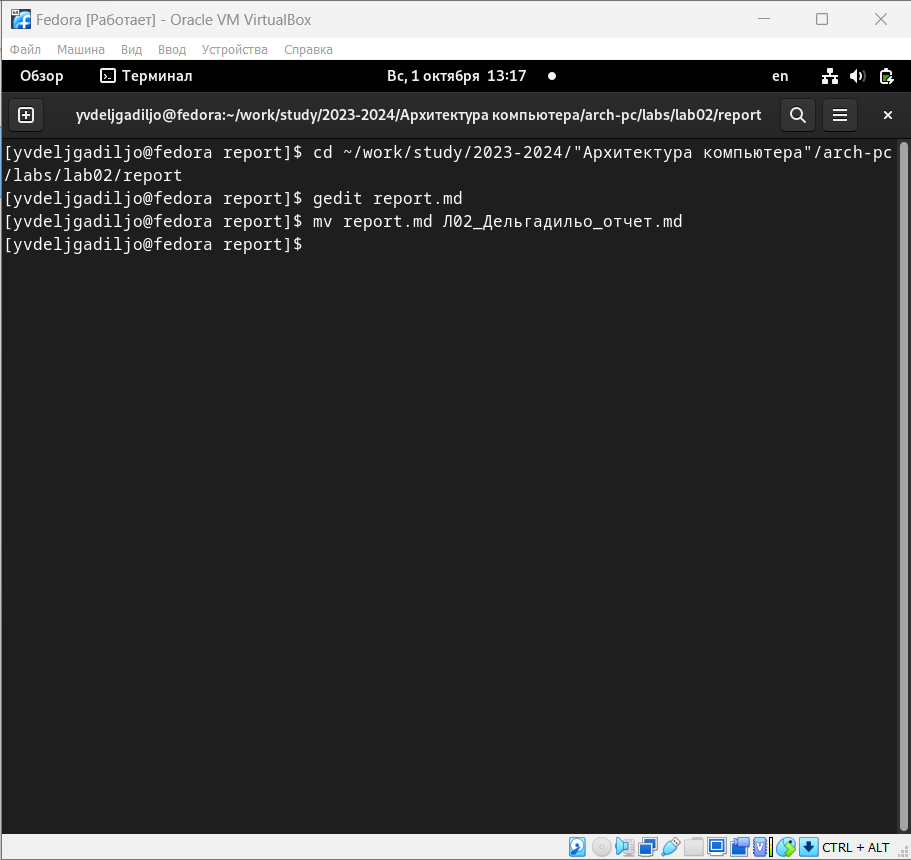 Fedora [Работает] - Oracle VM VirtualBox
Файл Машина Вид Ввод Устройства Справка
Обзор Терминал Вс, 1 октября 13:17 en
yvdeljgadiljo@fedora:~/work/study/2023-2024/Архитектура компьютера/arch-pc/labs/lab02/report
[yvdeljgadiljo@fedora report]$ cd ~/work/study/2023-2024/"Архитектура компьютера"/arch-pc
/labs/lab02/report
[yvdeljgadiljo@fedora report]$ gedit report.md
[yvdeljgadiljo@fedora report]$ mv report.md Л02_Дельгадильо_отчет.md
[yvdeljgadiljo@fedora report]$
CTRL + ALT